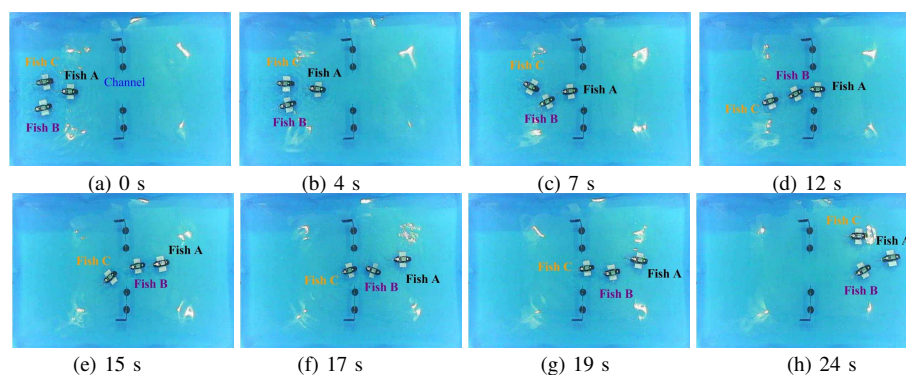 Fish C
Fish A
Channel
Fish B
(a) 0 s
Fish C
Fish A
Fish B
(b) 4 s
Fish C
Fish A
Fish B
(c) 7 s
Fish B
Fish A
Fish C
(d) 12 s
Fish A
Fish C
Fish B
(e) 15 s
Fish C
Fish B
Fish A
(f) 17 s
Fish C
Fish A
Fish B
(g) 19 s
Fish C
Fish A
Fish B
(h) 24 s